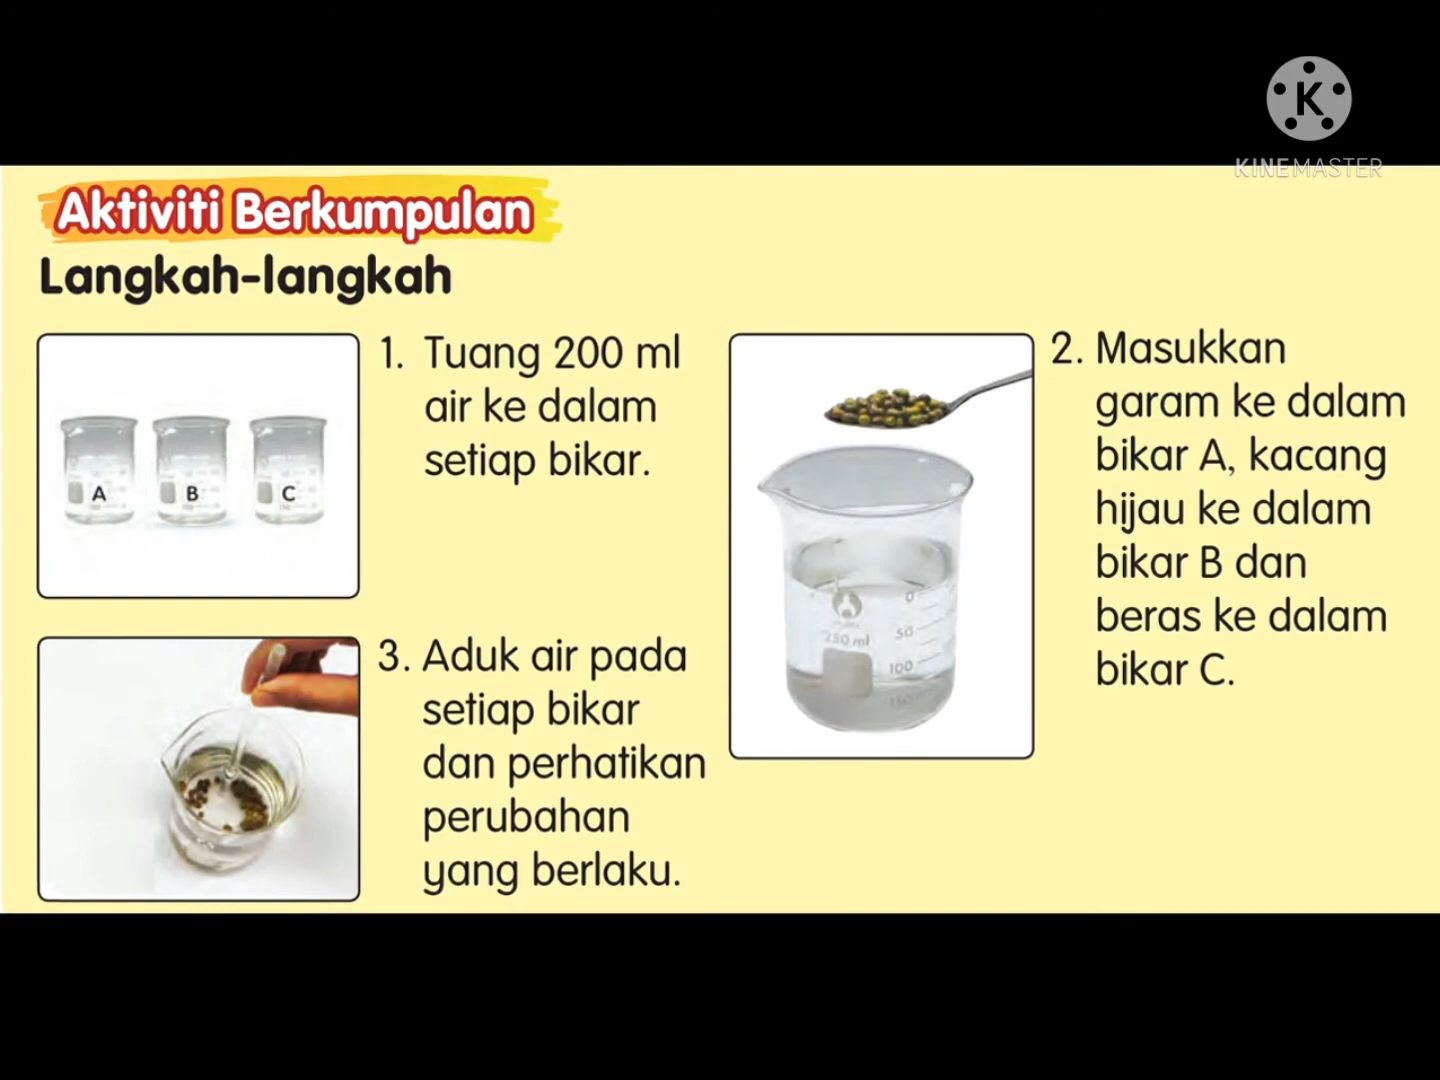 K
KINEMASTER
Aktiviti Berkumpulan
Langkah-langkah
A
B
C
1. Tuang 200 ml
air ke dalam
setiap bikar.
2. Masukkan
garam ke dalam
bikar A, kacang
hijau ke dalam
bikar B dan
beras ke dalam
bikar C.
0
50
250 ml
100
150
3. Aduk air pada
setiap bikar
dan perhatikan
perubahan
yang berlaku.